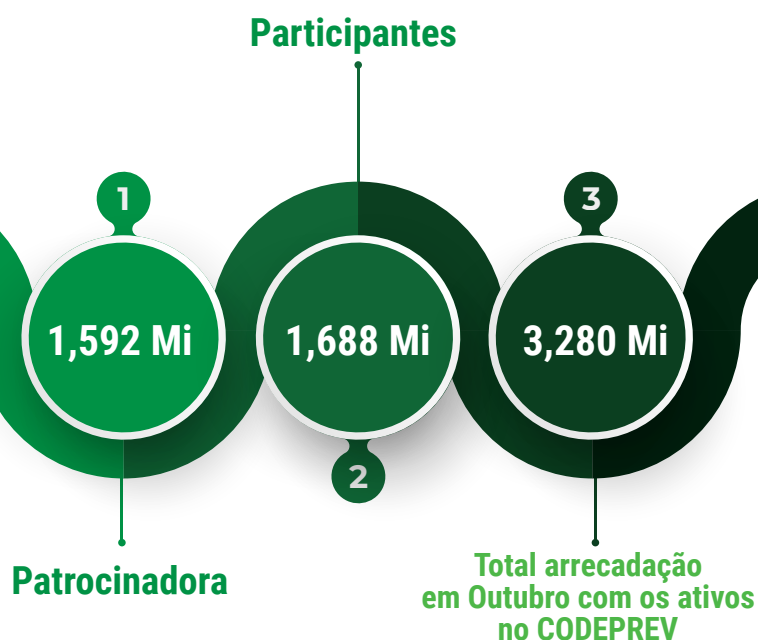 Participantes
1
3
1,592 Mi
1,688 Mi
3,280 Mi
2
Patrocinadora
Total arrecadação
em Outubro com os ativos
no CODEPREV